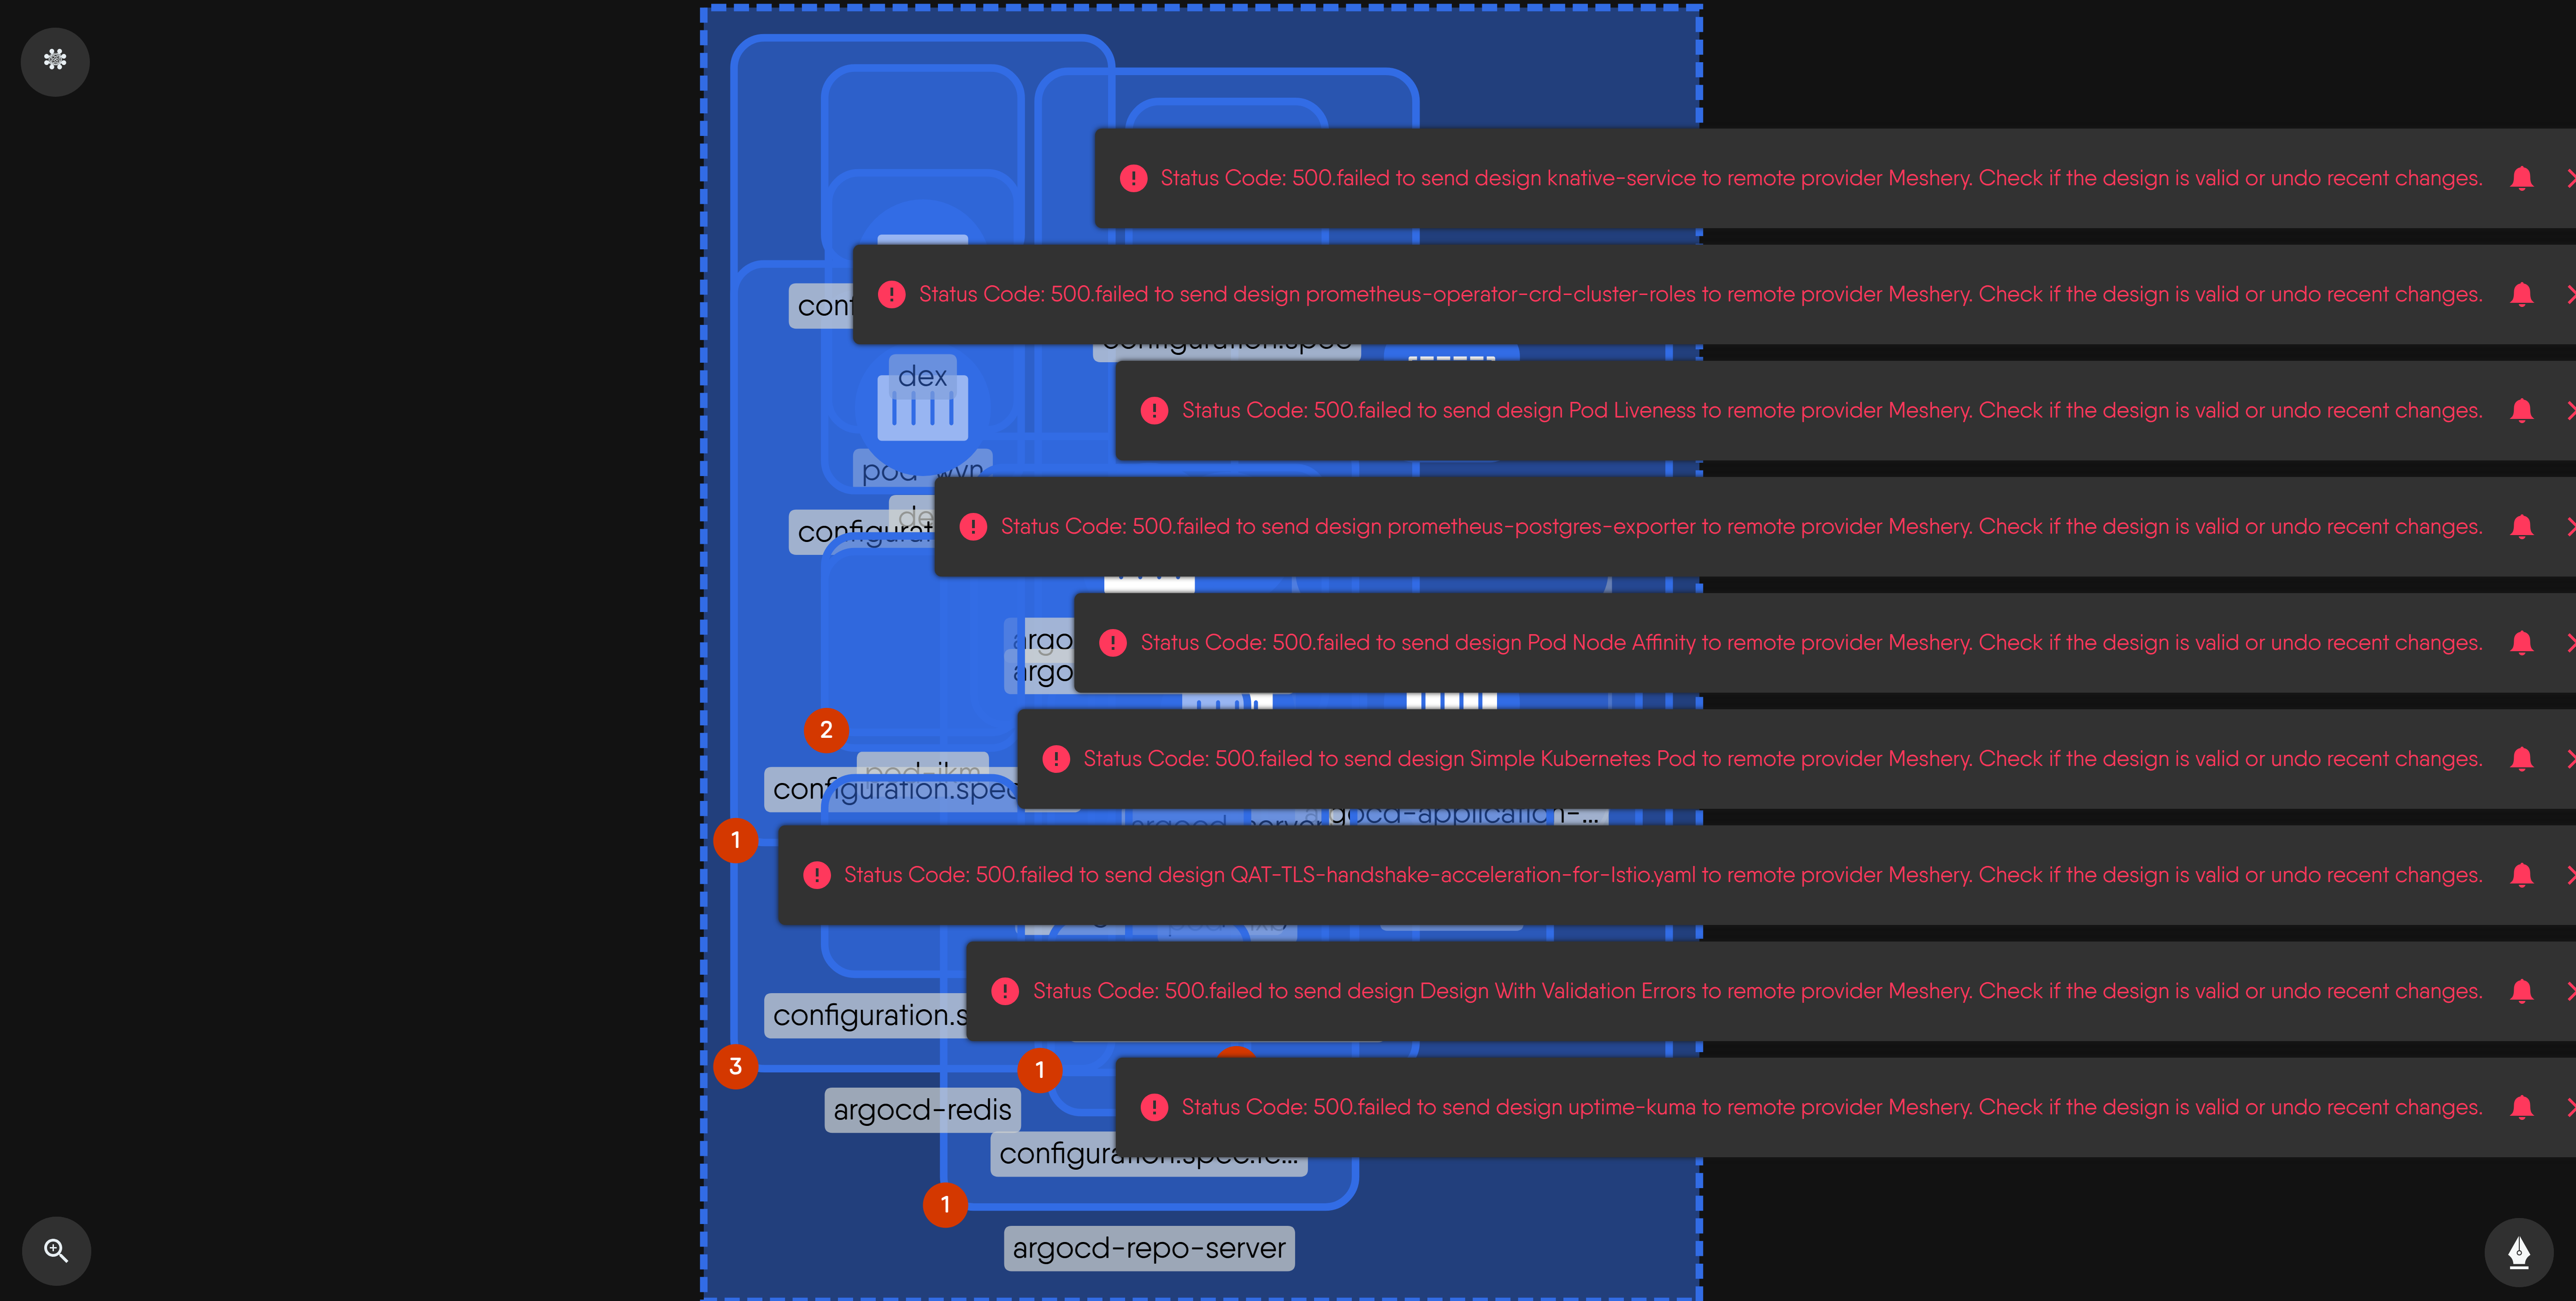 Status Code: 500.failed to send design knative-service to remote provider Meshery. Check if the design is valid or undo recent changes.
Status Code: 500.failed to send design prometheus-operator-crd-cluster-roles to remote provider Meshery. Check if the design is valid or undo recent changes.
conf
configuration.spec
dex
Status Code: 500.failed to send design Pod Liveness to remote provider Meshery. Check if the design is valid or undo recent changes.
pod-wvn
de
configurat
Status Code: 500.failed to send design prometheus-postgres-exporter to remote provider Meshery. Check if the design is valid or undo recent changes.
argo
argo
Status Code: 500.failed to send design Pod Node Affinity to remote provider Meshery. Check if the design is valid or undo recent changes.
2
Status Code: 500.failed to send design Simple Kubernetes Pod to remote provider Meshery. Check if the design is valid or undo recent changes.
pod-ikm
configuration.spec
argocd-server
argocd-application-...
1
Status Code: 500.failed to send design QAT-TLS-handshake-acceleration-for-Istio.yaml to remote provider Meshery. Check if the design is valid or undo recent changes.
Status Code: 500.failed to send design Design With Validation Errors to remote provider Meshery. Check if the design is valid or undo recent changes.
configuration.s
3
1
argocd-redis
Status Code: 500.failed to send design uptime-kuma to remote provider Meshery. Check if the design is valid or undo recent changes.
configuration.spec.te...
1
argocd-repo-server